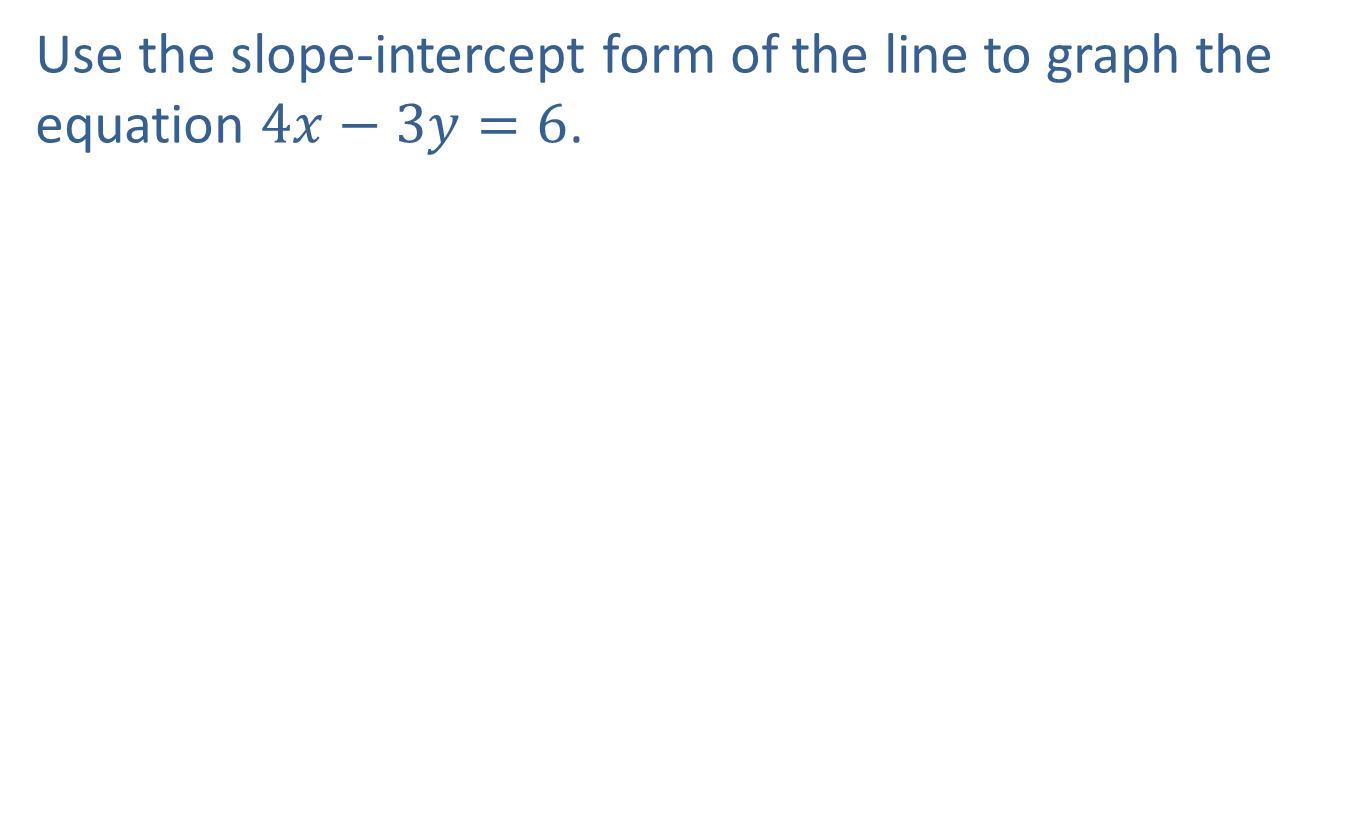 Use the slope-intercept form of the line to graph the
equation 4𝑥 − 3𝑦 = 6.